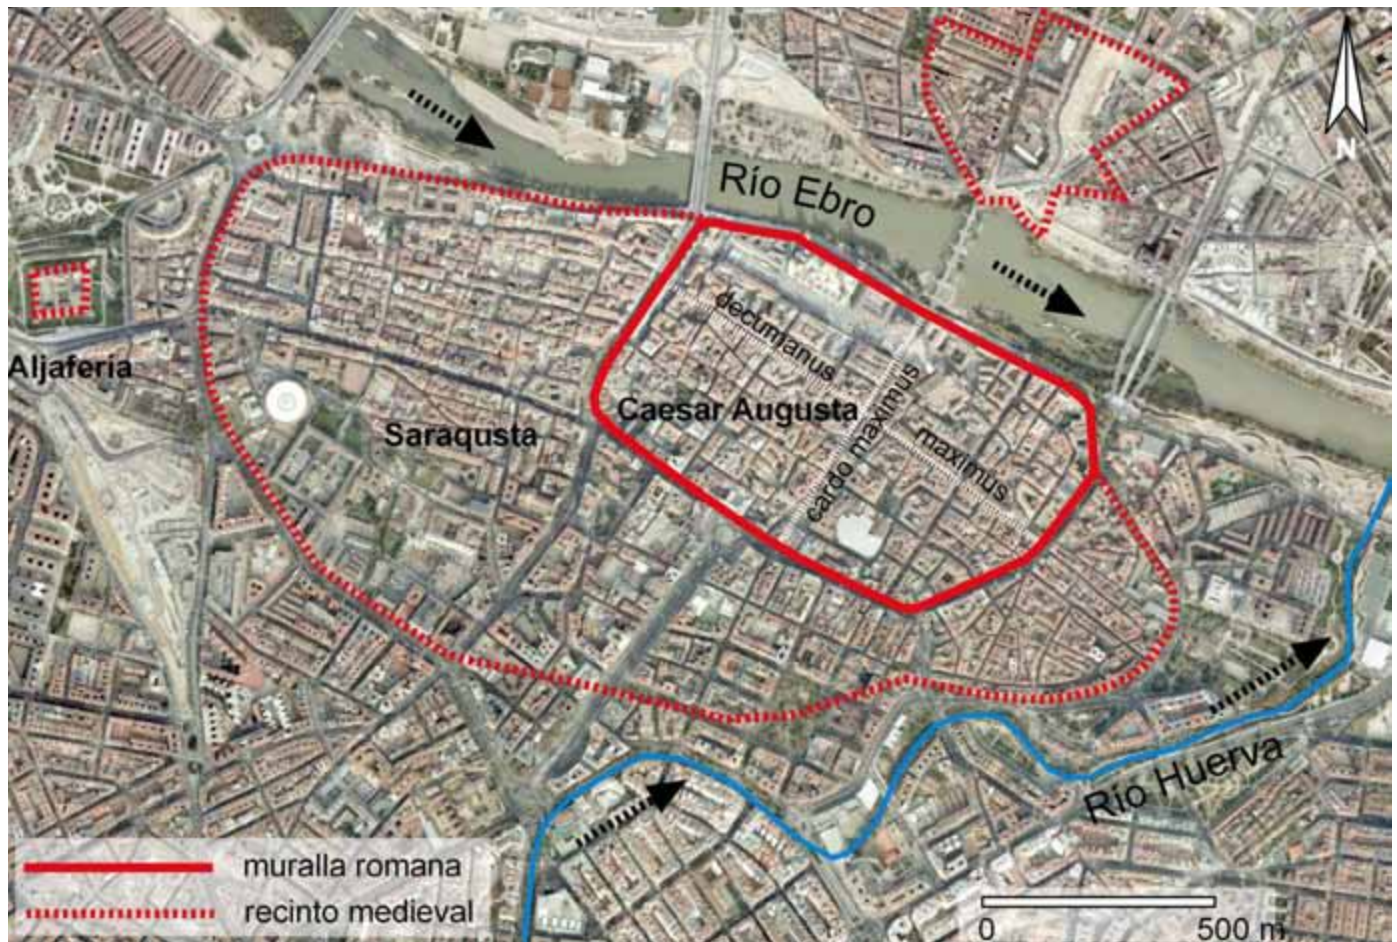 N
Río Ebro
decumanus
Aljafería
Caesar Augusta
cardo maximus
maximus
Saraqusta
Río Huerva
muralla romana
recinto medieval
0 500 m